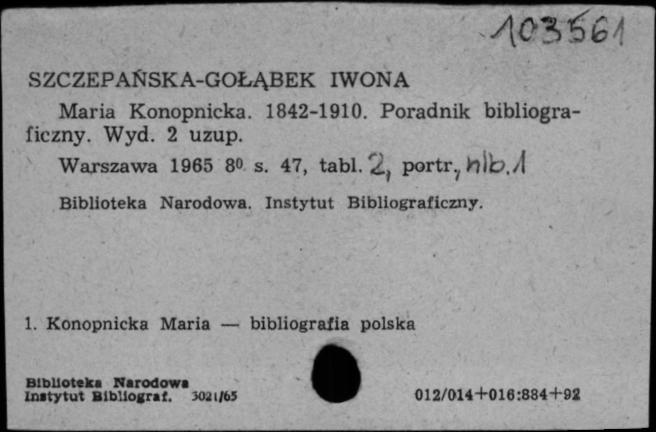 103561
SZCZEPAŃSKA-GOŁĄBEK IWONA
Maria Konopnicka. 1842-1910. Poradnik bibliogra-
ficzny. Wyd. 2 uzup.
Warszawa 1965 8⁰ s. 47, tabl. 2, portr., nlb. 1
Biblioteka Narodowa. Instytut Bibliograficzny.
1. Konopnicka Maria — bibliografia polska
Biblioteka Narodowa
Instytut Bibliograf. 3021/65
012/014+016:884+92